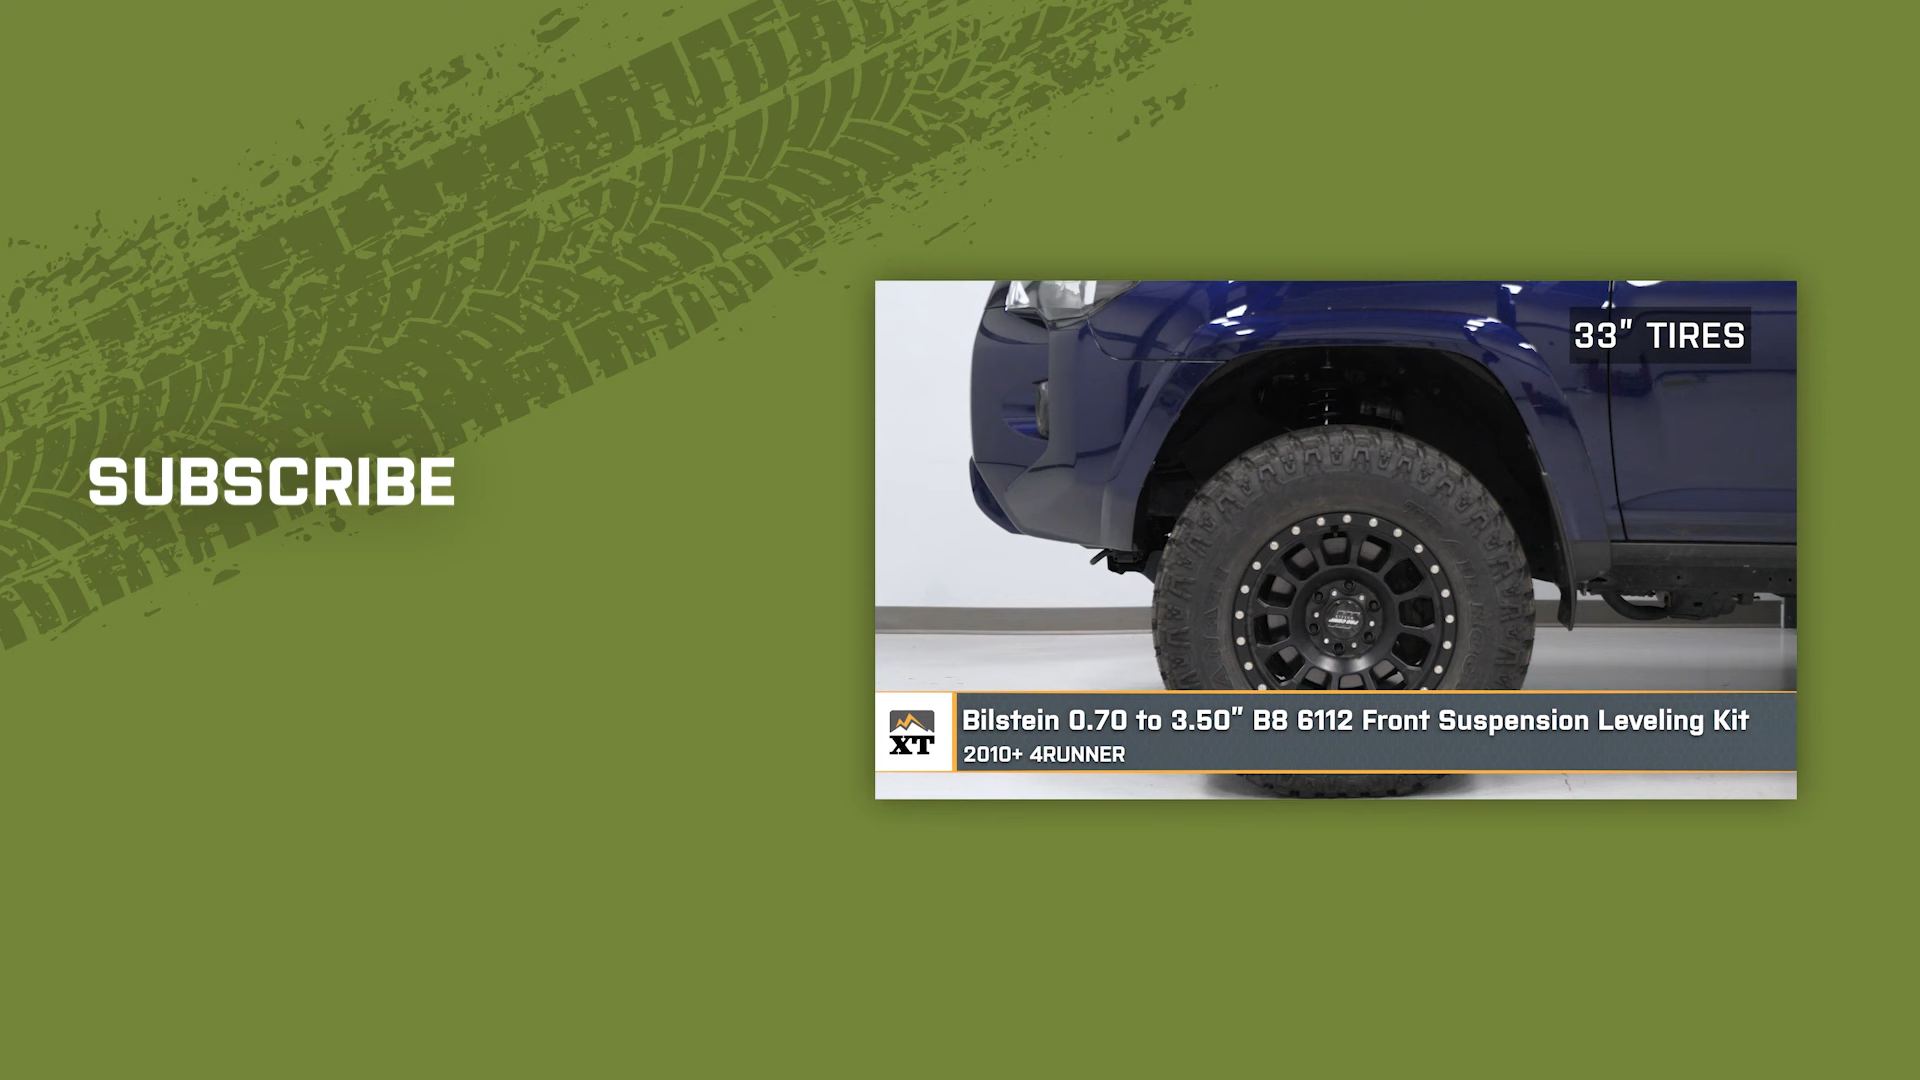 SUBSCRIBE
33" TIRES
XT
Bilstein 0.70 to 3.50" B8 6112 Front Suspension Leveling Kit
2010+ 4RUNNER